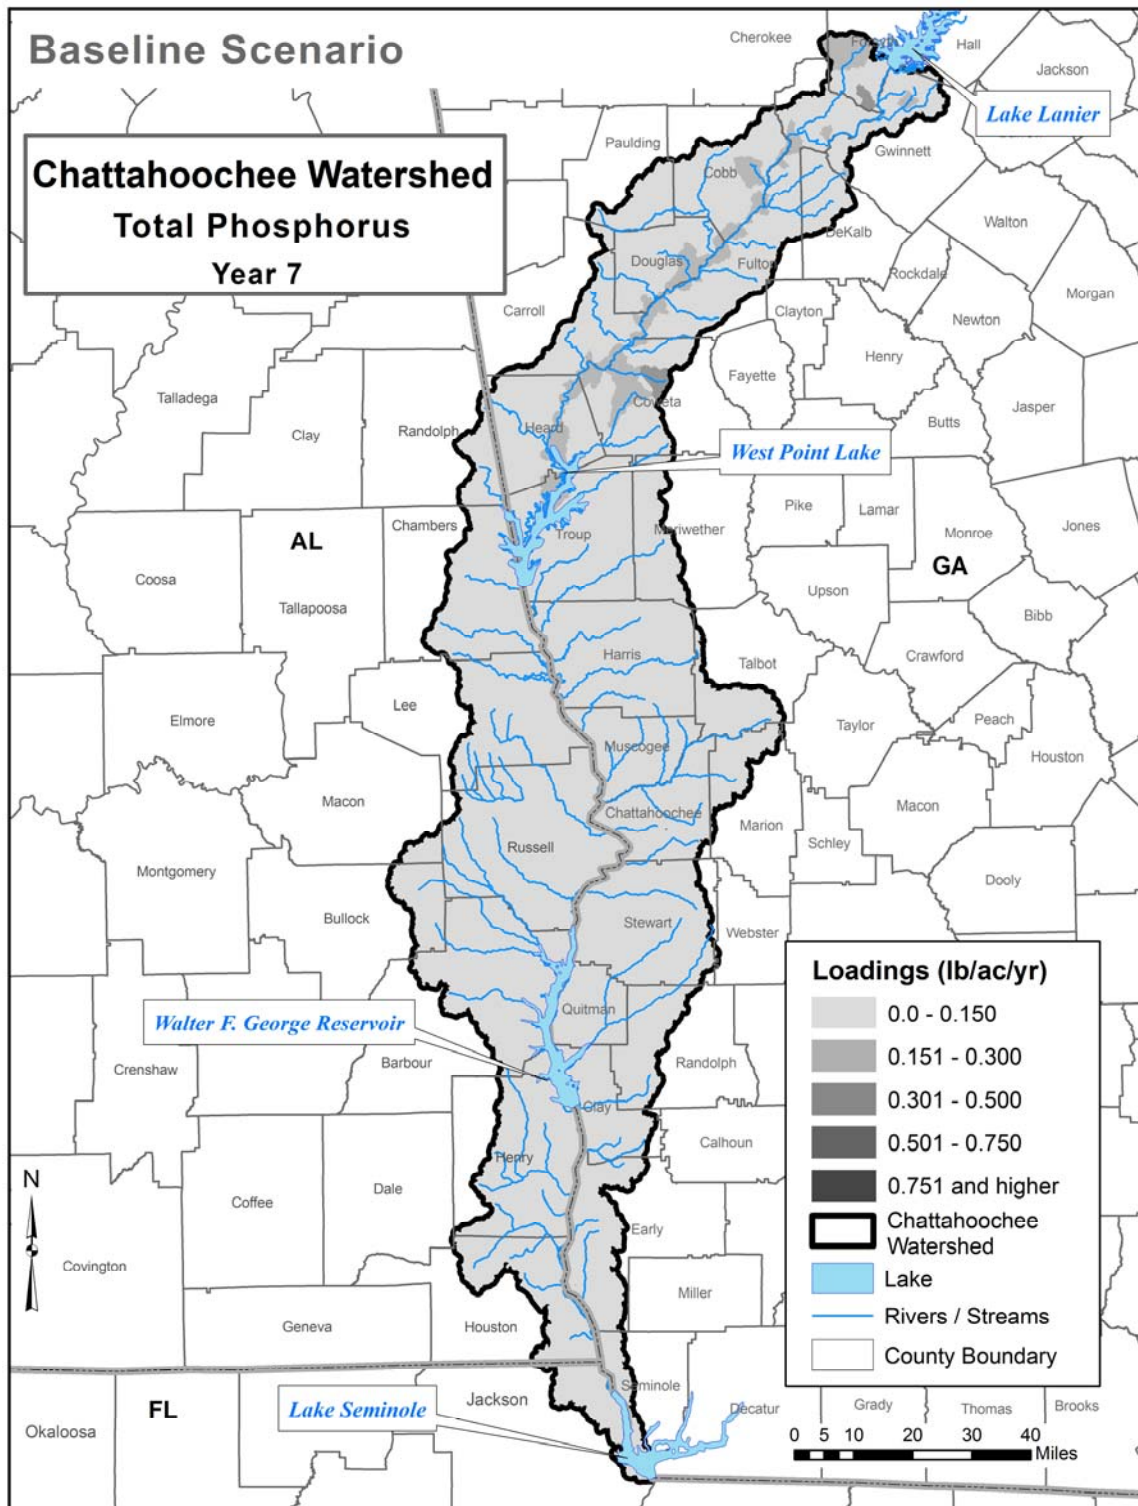 Baseline Scenario
Chattahoochee Watershed
Total Phosphorus
Year 7
Cherokee
Forsyth
Hall
Jackson
Lake Lanier
Paulding
Gwinnett
Cobb
Walton
DeKalb
Douglas
Fulton
Rockdale
Morgan
Carroll
Clayton
Newton
Henry
Fayette
Talladega
Coweta
Jasper
Butts
Clay
Randolph
Heard
West Point Lake
Pike
Lamar
Chambers
Troup
Meriwether
Monroe
Jones
AL
GA
Coosa
Tallapoosa
Upson
Bibb
Harris
Talbot
Crawford
Lee
Elmore
Taylor
Peach
Houston
Muscogee
Macon
Chattahoochee
Macon
Marion
Schley
Russell
Montgomery
Dooly
Bullock
Stewart
Webster
Quitman
Walter F. George Reservoir
Barbour
Randolph
Crenshaw
Clay
Calhoun
Henry
Coffee
Dale
Early
Covington
Miller
Geneva
Houston
Seminole
Jackson
Decatur
Lake Seminole
FL
Okaloosa
Grady
Thomas
Brooks
N
Loadings (lb/ac/yr)
0.0 - 0.150
0.151 - 0.300
0.301 - 0.500
0.501 - 0.750
0.751 and higher
Chattahoochee
Watershed
Lake
Rivers / Streams
County Boundary
0 5 10 20 30 40
Miles